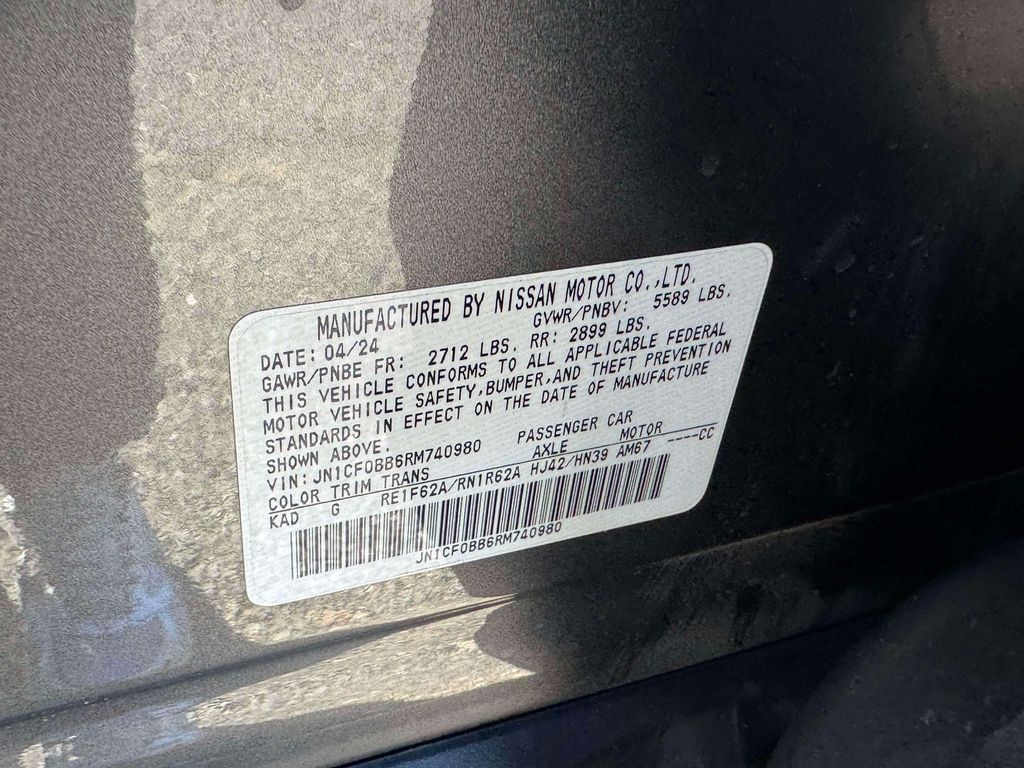 MANUFACTURED BY NISSAN MOTOR CO.,LTD.
DATE: 04/24 GVWR/PNBV: 5589 LBS.
GAWR/PNBE FR: 2712 LBS. RR: 2899 LBS.
THIS VEHICLE CONFORMS TO ALL APPLICABLE FEDERAL
MOTOR VEHICLE SAFETY,BUMPER,AND THEFT PREVENTION
STANDARDS IN EFFECT ON THE DATE OF MANUFACTURE
SHOWN ABOVE.
VIN:JN1CF0BB6RM740980 PASSENGER CAR
COLOR TRIM TRANS AXLE MOTOR
KAD G RE1F62A/RN1R62A HJ42/HN39 AM67 ----CC
JN1CF0BB6RM740980